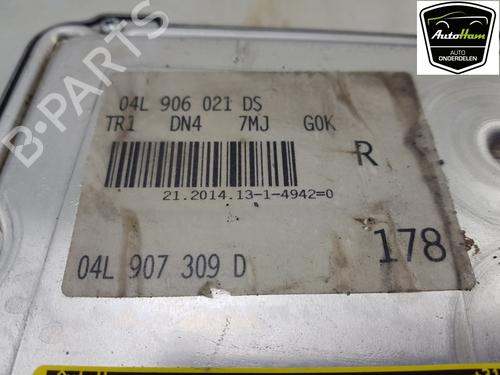 AutoHam
AUTO
ONDERDELEN
B-PARTS
04L 906 021 DS
TR1 DN4 7MJ G0K
R
21.2014.13-1-4942=0
04L 907 309 D
178